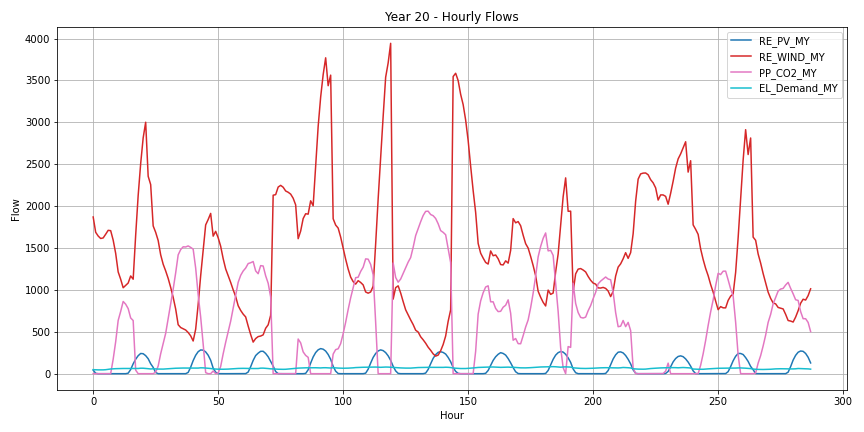 Year 20 - Hourly Flows
RE_PV_MY
RE_WIND_MY
PP_CO2_MY
EL_Demand_MY
4000
3500
3000
2500
2000
1500
1000
500
0
Flow
0 50 100 150 200 250 300
Hour